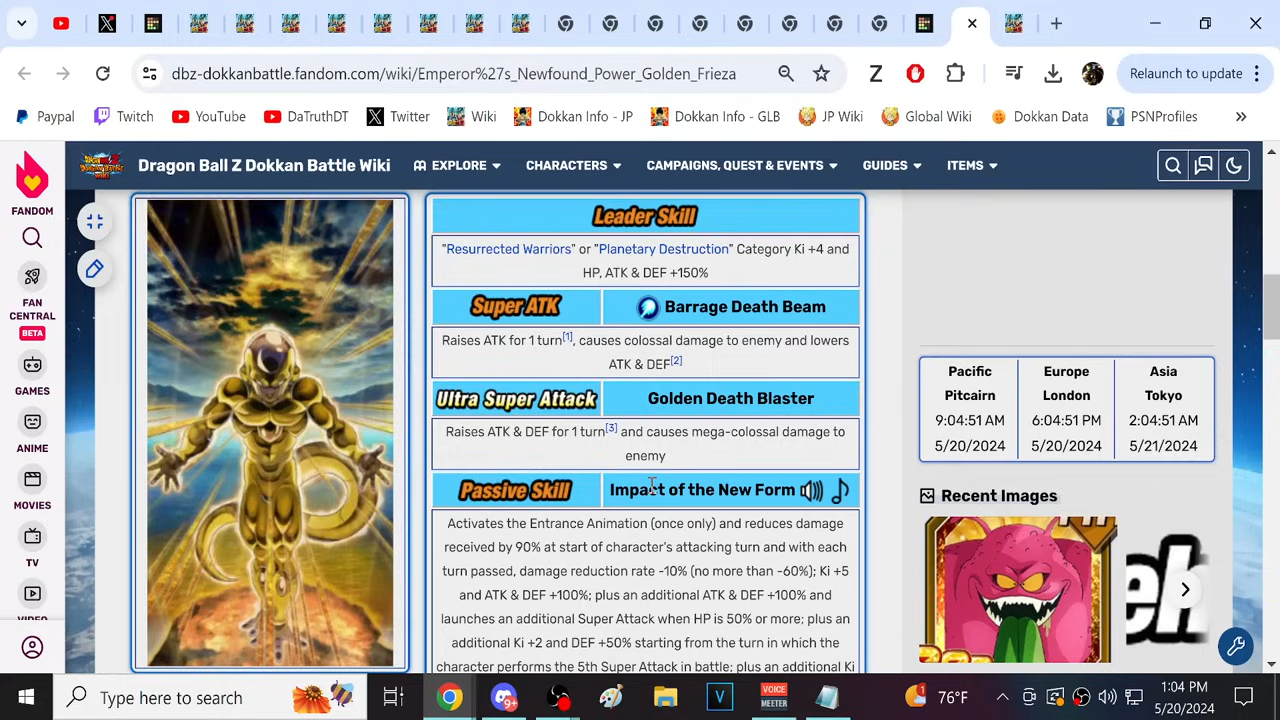 dbz-dokkanbattle.fandom.com/wiki/Emperor%27s_Newfound_Power_Golden_Frieza
Relaunch to update
Paypal
Twitch
YouTube
DaTruthDT
Twitter
Wiki
Dokkan Info - JP
Dokkan Info - GLB
JP Wiki
Global Wiki
Dokkan Data
PSNProfiles
FANDOM
FAN CENTRAL
BETA
GAMES
ANIME
MOVIES
TV
VIDEO
Dragon Ball Z Dokkan Battle Wiki
EXPLORE
CHARACTERS
CAMPAIGNS, QUEST & EVENTS
GUIDES
ITEMS
Leader Skill
"Resurrected Warriors" or "Planetary Destruction" Category Ki +4 and
HP, ATK & DEF +150%
Super ATK
Barrage Death Beam
Raises ATK for 1 turn[1], causes colossal damage to enemy and lowers
ATK & DEF[2]
Ultra Super Attack
Golden Death Blaster
Raises ATK & DEF for 1 turn[3] and causes mega-colossal damage to
enemy
Passive Skill
Impact of the New Form
Activates the Entrance Animation (once only) and reduces damage
received by 90% at start of character's attacking turn and with each
turn passed, damage reduction rate -10% (no more than -60%); Ki +5
and ATK & DEF +100%; plus an additional ATK & DEF +100% and
launches an additional Super Attack when HP is 50% or more; plus an
additional Ki +2 and DEF +50% starting from the turn in which the
character performs the 5th Super Attack in battle; plus an additional Ki
Pacific
Pitcairn
9:04:51 AM
5/20/2024
Europe
London
6:04:51 PM
5/20/2024
Asia
Tokyo
2:04:51 AM
5/21/2024
Recent Images
Type here to search
9+
VOICE
MEETER
1
76°F
1:04 PM
5/20/2024